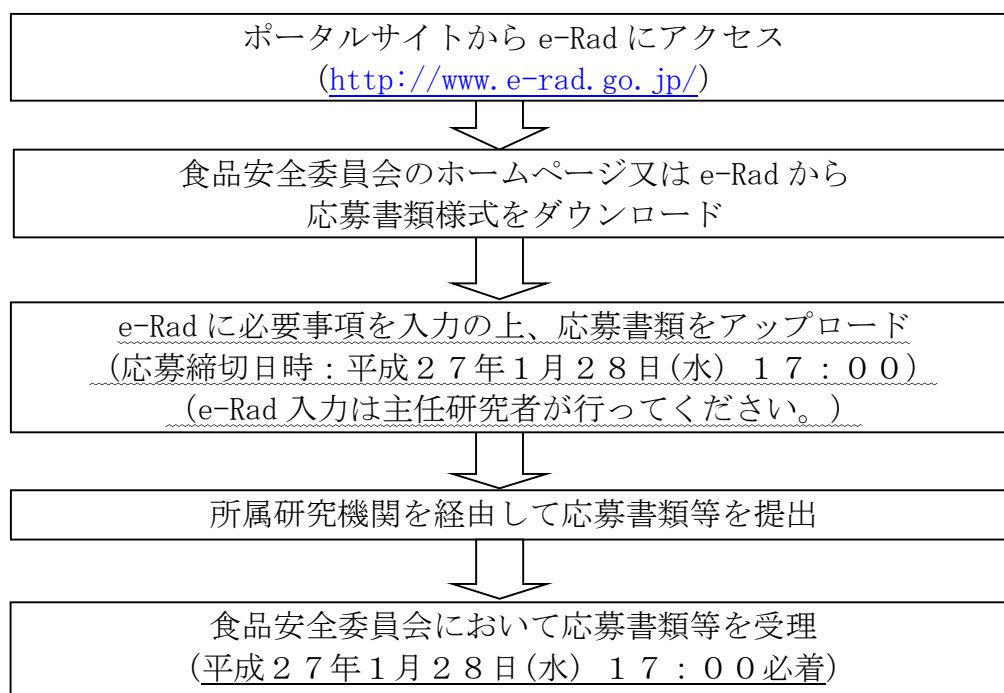 ポータルサイトから e-Rad にアクセス
(http://www.e-rad.go.jp/)
食品安全委員会のホームページ又は e-Rad から
応募書類様式をダウンロード
e-Rad に必要事項を入力の上、応募書類をアップロード
(応募締切日時：平成２７年１月２８日(水) １７：００)
(e-Rad 入力は主任研究者が行ってください。)
所属研究機関を経由して応募書類等を提出
食品安全委員会において応募書類等を受理
(平成２７年１月２８日(水) １７：００必着)